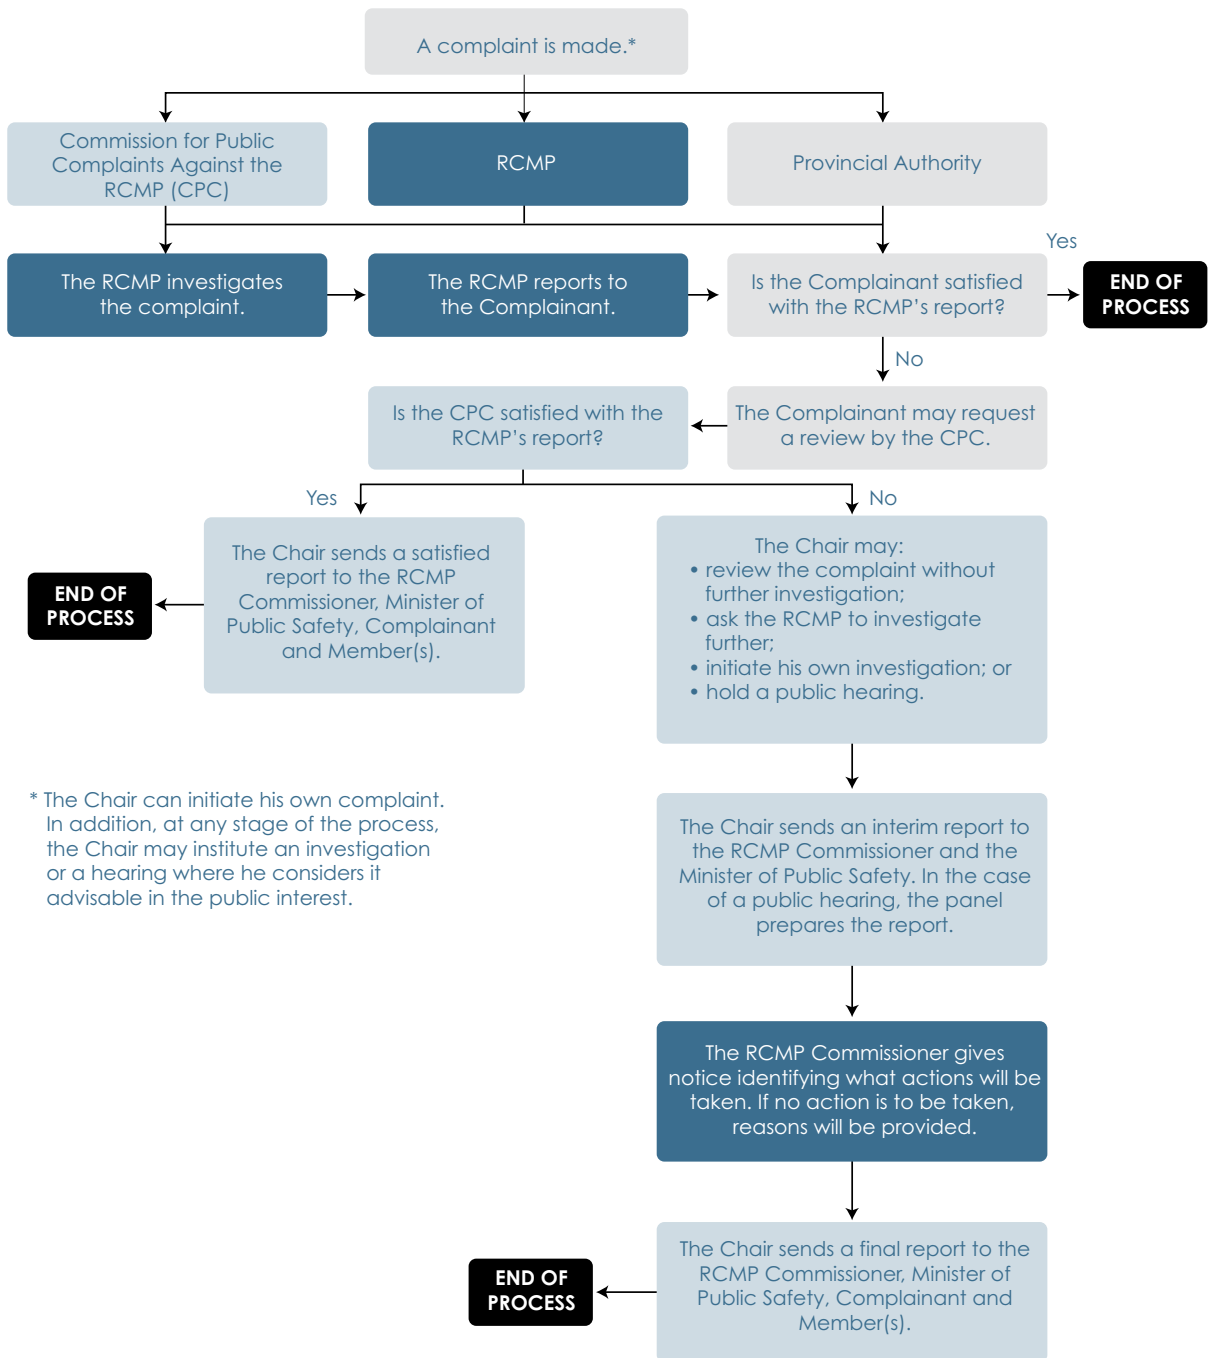 A complaint is made.*
Commission for Public
Complaints Against the
RCMP (CPC)
RCMP
Provincial Authority
The RCMP investigates
the complaint.
The RCMP reports to
the Complainant.
Is the Complainant satisfied
with the RCMP's report?
Yes
END OF
PROCESS
No
The Complainant may request
a review by the CPC.
Is the CPC satisfied with the
RCMP's report?
Yes
No
The Chair sends a satisfied
report to the RCMP
Commissioner, Minister of
Public Safety, Complainant
and Member(s).
END OF
PROCESS
The Chair may:
• review the complaint without
further investigation;
• ask the RCMP to investigate
further;
• initiate his own investigation; or
• hold a public hearing.
* The Chair can initiate his own complaint.
In addition, at any stage of the process,
the Chair may institute an investigation
or a hearing where he considers it
advisable in the public interest.
The Chair sends an interim report to
the RCMP Commissioner and the
Minister of Public Safety. In the case
of a public hearing, the panel
prepares the report.
The RCMP Commissioner gives
notice identifying what actions will be
taken. If no action is to be taken,
reasons will be provided.
The Chair sends a final report to the
RCMP Commissioner, Minister of
Public Safety, Complainant and
Member(s).
END OF
PROCESS